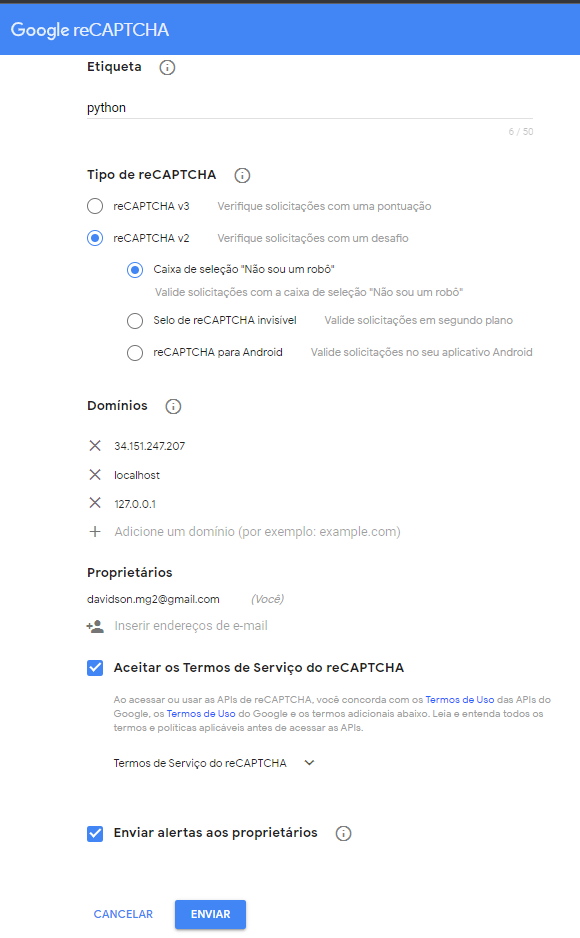 Google reCAPTCHA
Etiqueta
python
6 / 50
Tipo de reCAPTCHA
reCAPTCHA v3 Verifique solicitações com uma pontuação
reCAPTCHA v2 Verifique solicitações com um desafio
Caixa de seleção "Não sou um robô"
Valide solicitações com a caixa de seleção "Não sou um robô"
Selo de reCAPTCHA invisível Valide solicitações em segundo plano
reCAPTCHA para Android Valide solicitações no seu aplicativo Android
Domínios
34.151.247.207
localhost
127.0.0.1
Adicione um domínio (por exemplo: example.com)
Proprietários
davidson.mg2@gmail.com (Você)
Inserir endereços de e-mail
Aceitar os Termos de Serviço do reCAPTCHA
Ao acessar ou usar as APIs de reCAPTCHA, você concorda com os Termos de Uso das APIs do
Google, os Termos de Uso do Google e os termos adicionais abaixo. Leia e entenda todos os
termos e políticas aplicáveis antes de acessar as APIs.
Termos de Serviço do reCAPTCHA
Enviar alertas aos proprietários
CANCELAR ENVIAR